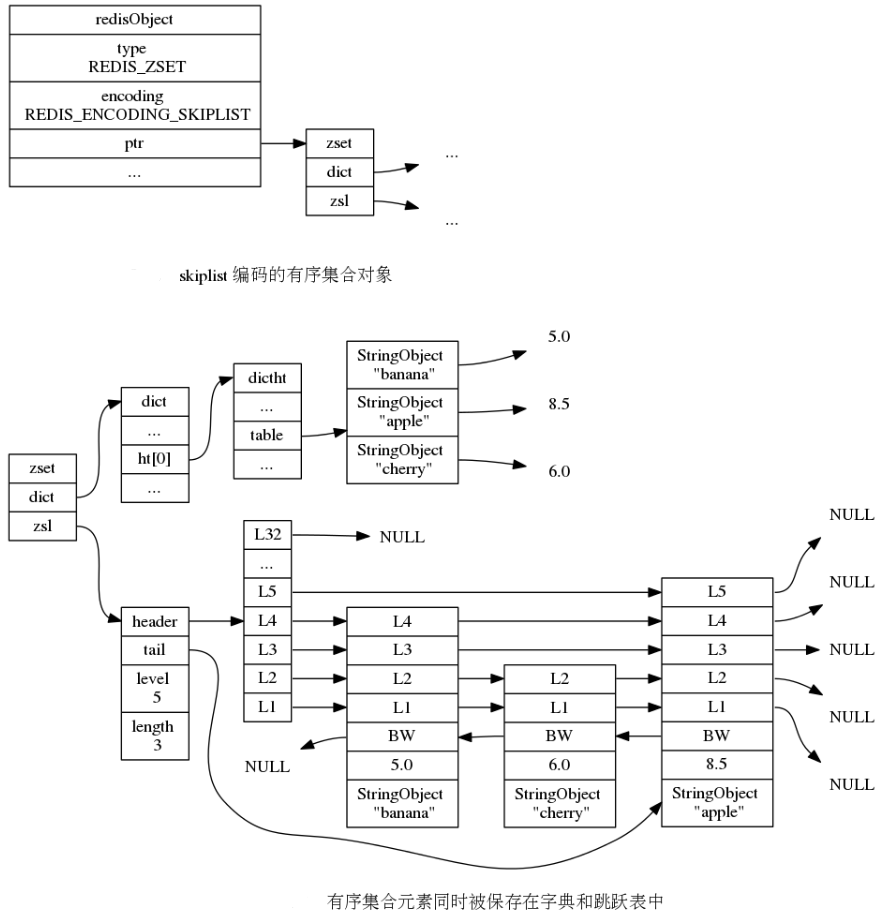 redisObject
type
REDIS_ZSET
encoding
REDIS_ENCODING_SKIPLIST
ptr
...
zset
dict
zsl
...
...
skiplist 编码的有序集合对象
zset
dict
zsl
dict
...
ht[0]
...
dictht
...
table
...
StringObject
"banana"
StringObject
"apple"
StringObject
"cherry"
5.0
8.5
6.0
header
tail
level
5
length
3
L32
...
L5
L4
L3
L2
L1
NULL
NULL
L4
L3
L2
L1
BW
5.0
StringObject
"banana"
L2
L1
BW
6.0
StringObject
"cherry"
L5
L4
L3
L2
L1
BW
8.5
StringObject
"apple"
NULL
NULL
NULL
NULL
NULL
有序集合元素同时被保存在字典和跳跃表中